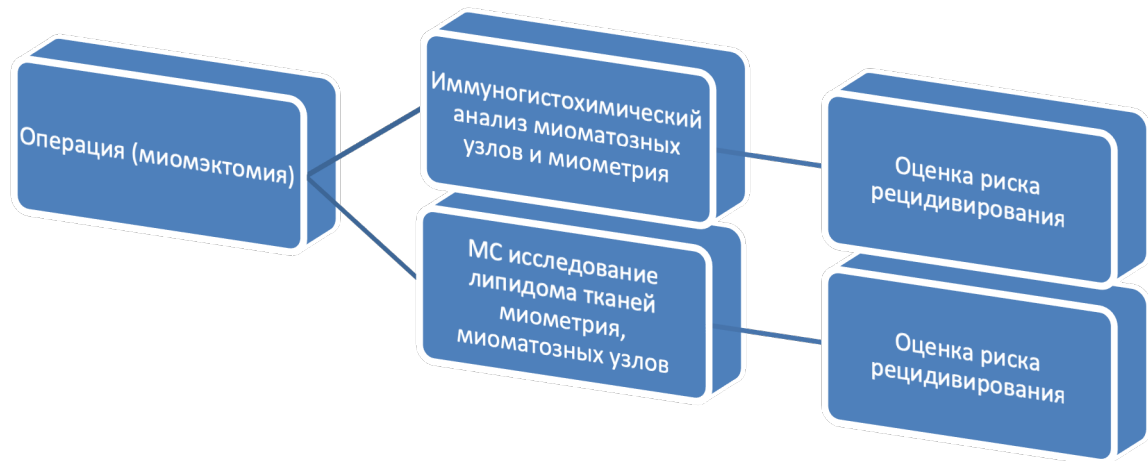 Операция (миомэктомия)
Иммуногистохимический
анализ миоматозных
узлов и миометрия
Оценка риска
рецидивирования
МС исследование
липидома тканей
миометрия,
миоматозных узлов
Оценка риска
рецидивирования